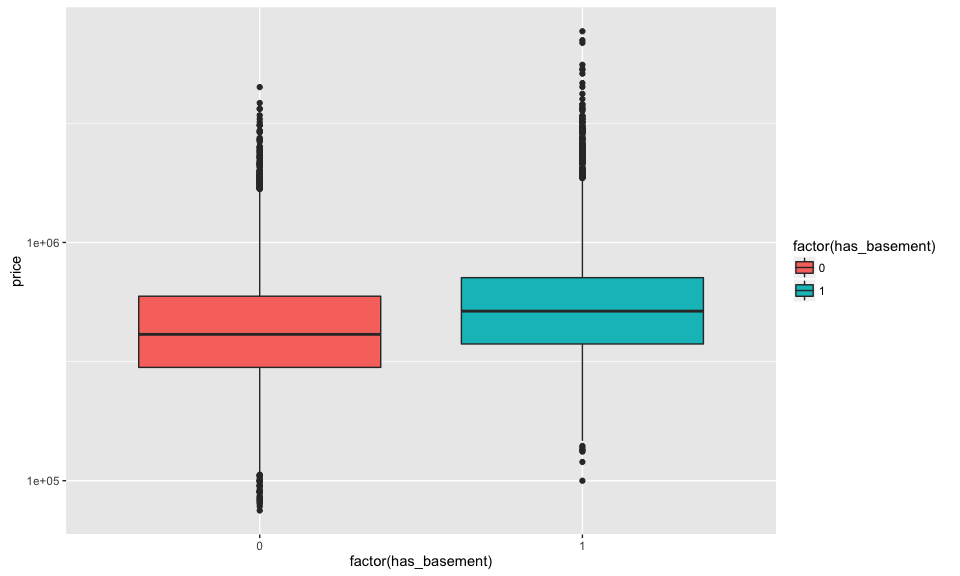 price
1e+06
1e+05
0
1
factor(has_basement)
factor(has_basement)
0
1